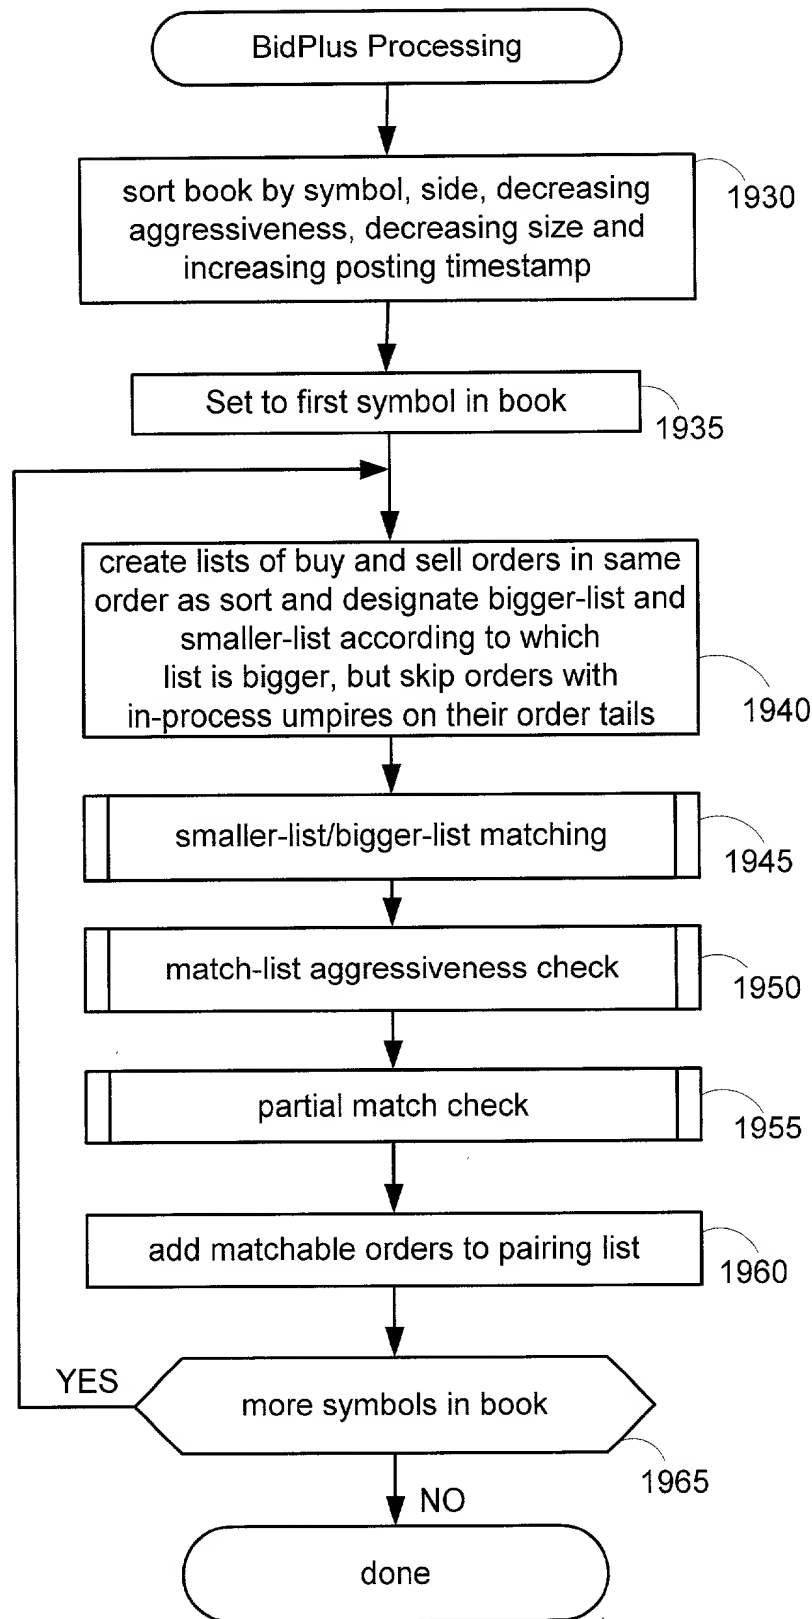 BidPlus Processing
sort book by symbol, side, decreasing
aggressiveness, decreasing size and
increasing posting timestamp
1930
Set to first symbol in book
1935
create lists of buy and sell orders in same
order as sort and designate bigger-list and
smaller-list according to which
list is bigger, but skip orders with
in-process umpires on their order tails
1940
smaller-list/bigger-list matching
1945
match-list aggressiveness check
1950
partial match check
1955
add matchable orders to pairing list
1960
YES
more symbols in book
1965
NO
done